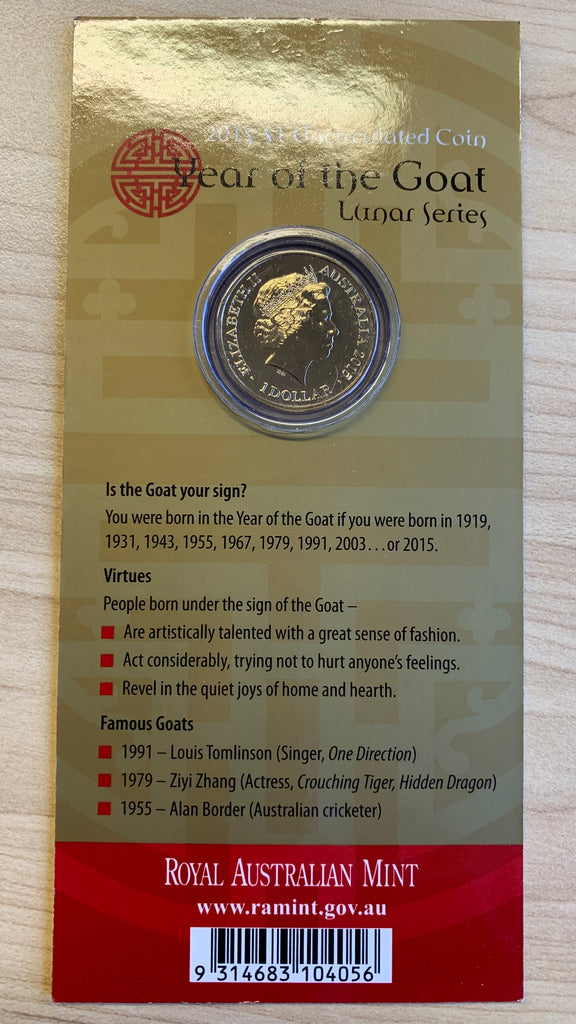 2015 $1 Uncirculated Coin
Year of the Goat
Lunar Series
ELIZABETH II
AUSTRALIA 2015
1 DOLLAR
Is the Goat your sign?
You were born in the Year of the Goat if you were born in 1919,
1931, 1943, 1955, 1967, 1979, 1991, 2003…or 2015.
Virtues
People born under the sign of the Goat –
Are artistically talented with a great sense of fashion.
Act considerably, trying not to hurt anyone's feelings.
Revel in the quiet joys of home and hearth.
Famous Goats
1991 – Louis Tomlinson (Singer, One Direction)
1979 – Ziyi Zhang (Actress, Crouching Tiger, Hidden Dragon)
1955 – Alan Border (Australian cricketer)
ROYAL AUSTRALIAN MINT
www.ramint.gov.au
9 314683 104056